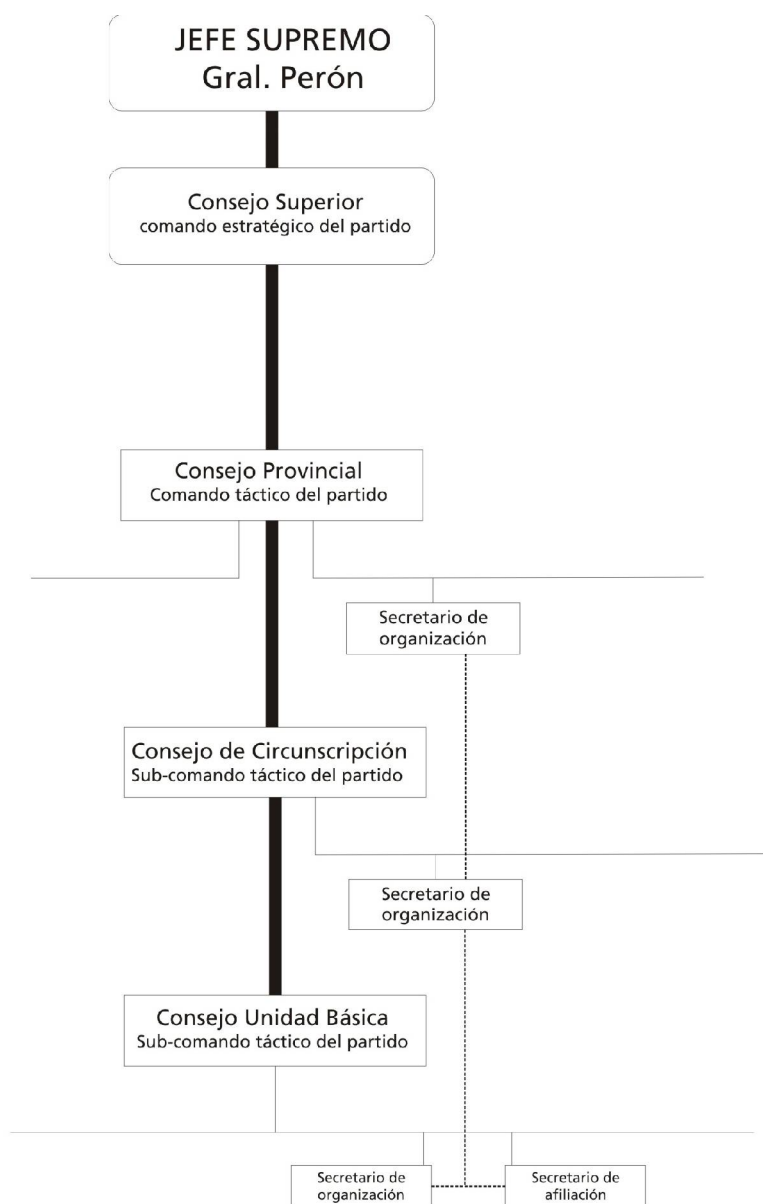 JEFE SUPREMO
Gral. Perón
Consejo Superior
comando estratégico del partido
Consejo Provincial
Comando táctico del partido
Secretario de
organización
Consejo de Circunscripción
Sub-comando táctico del partido
Secretario de
organización
Consejo Unidad Básica
Sub-comando táctico del partido
Secretario de
organización
Secretario de
afiliación